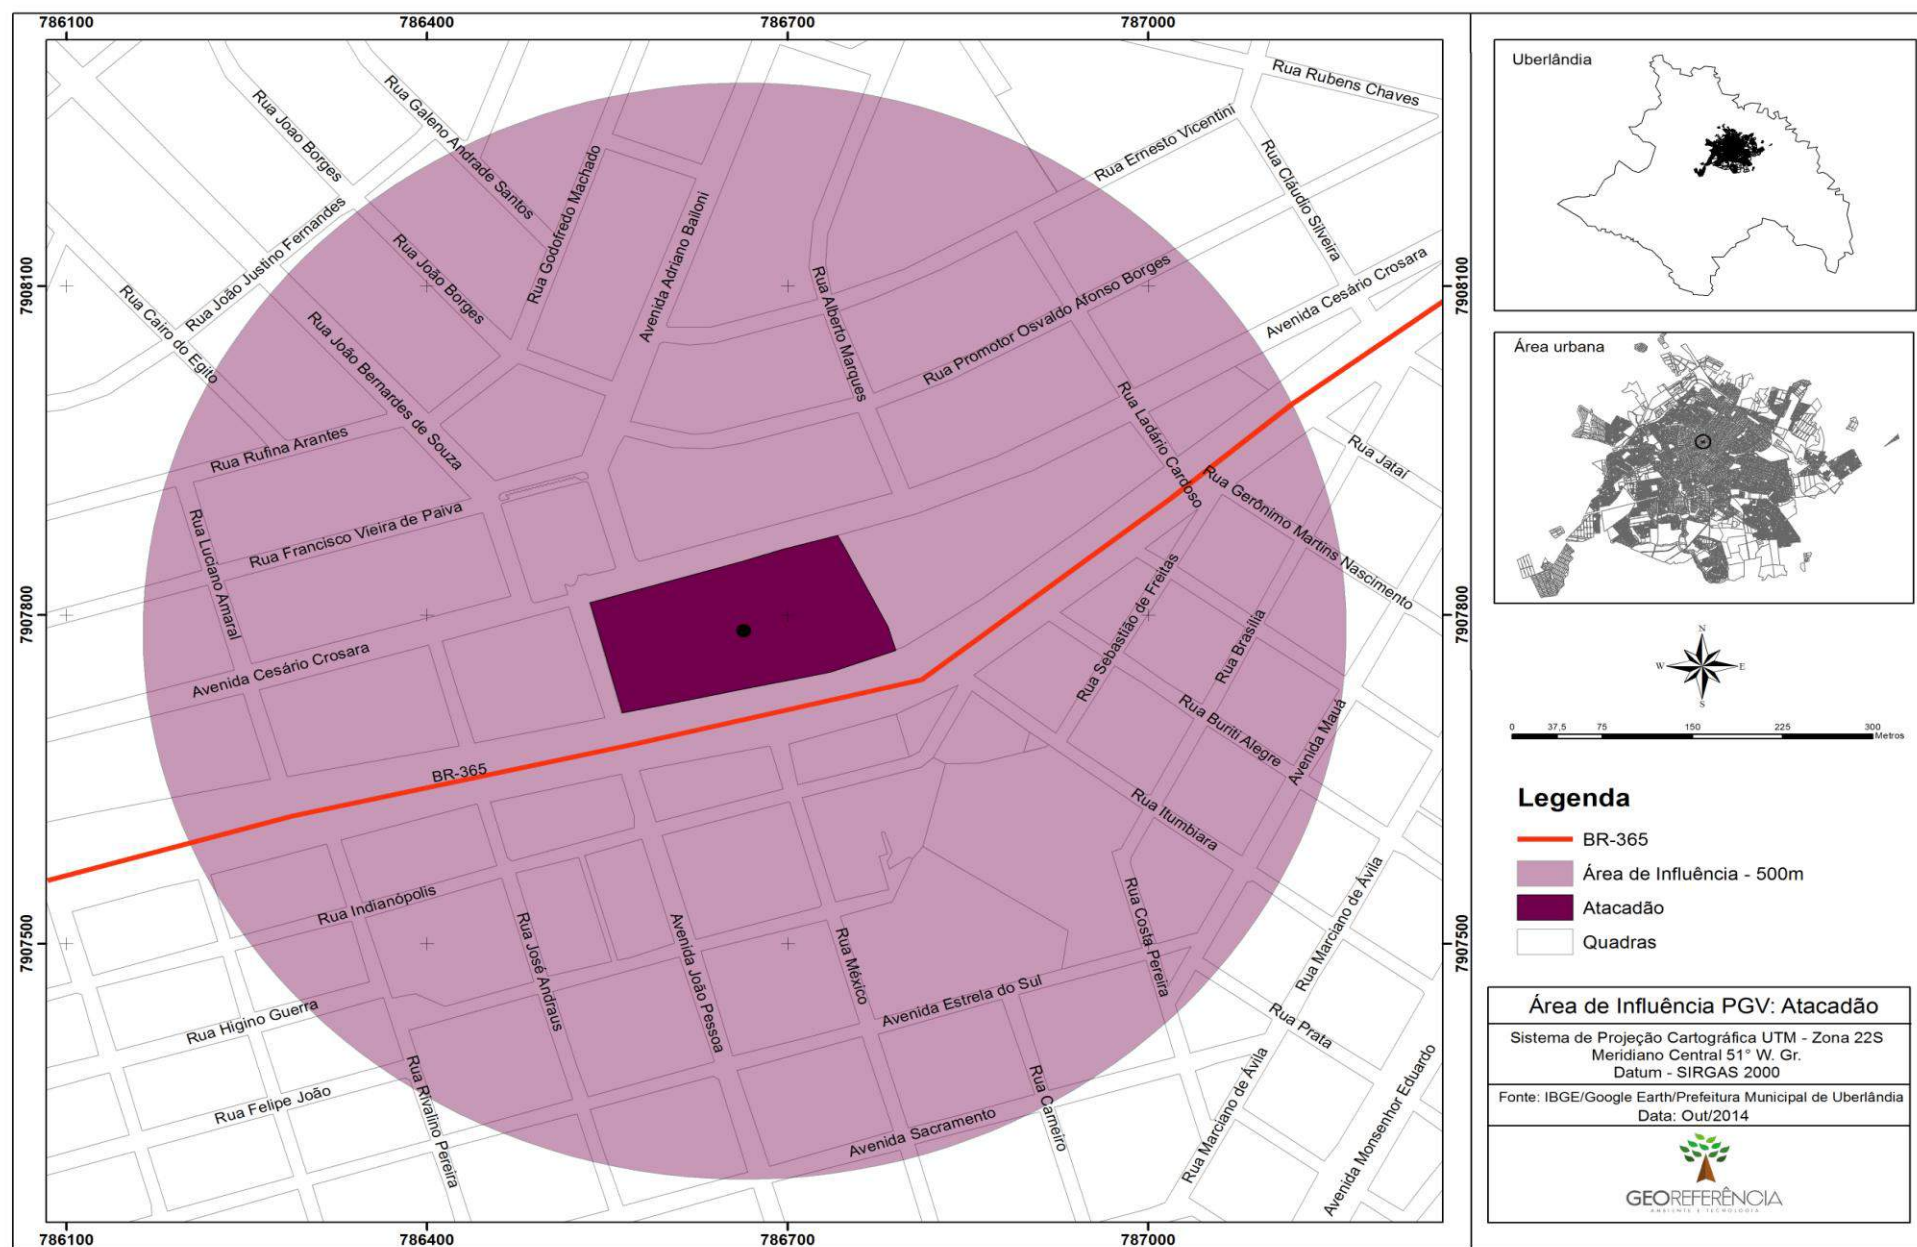 786100
786400
786700
787000
7908100
7907800
7907500
7908100
7907800
7907500
786100
786400
786700
787000
Rua Rubens Chaves
Rua Galeno Andrade Santos
Rua Joao Borges
Rua Ernesto Vicentini
Rua Cláudio Silveira
Rua Godofredo Machado
Avenida Adriano Bailoni
Rua João Justino Fernandes
Rua João Borges
Rua Cairo do Egito
Rua Alberto Marques
Rua Promotor Osvaldo Afonso Borges
Avenida Cesário Crosara
Rua João Bernardes de Souza
Rua Ladário Cardoso
Rua Rufina Arantes
Rua Jataí
Rua Gerônimo Martins Nascimento
Rua Francisco Vieira de Paiva
Rua Luciano Amaral
Rua Sebastião de Freitas
Rua Brasília
Avenida Cesário Crosara
Rua Buriti Alegre
Avenida Mauá
BR-365
Rua Itumbiara
Rua Indianópolis
Rua José Andraus
Avenida João Pessoa
Rua México
Rua Costa Pereira
Rua Marciano de Ávila
Avenida Estrela do Sul
Rua Higino Guerra
Rua Prata
Rua Felipe João
Rua Rivalino Pereira
Rua Carneiro
Avenida Sacramento
Rua Marciano de Ávila
Avenida Monsenhor Eduardo
Uberlândia
Área urbana
N
W
E
S
0 37,5 75 150 225 300
Metros
Legenda
BR-365
Área de Influência - 500m
Atacadão
Quadras
Área de Influência PGV: Atacadão
Sistema de Projeção Cartográfica UTM - Zona 22S
Meridiano Central 51° W. Gr.
Datum - SIRGAS 2000
Fonte: IBGE/Google Earth/Prefeitura Municipal de Uberlândia
Data: Out/2014
GEOREFERÊNCIA
AMBIENTE E TECNOLOGIA